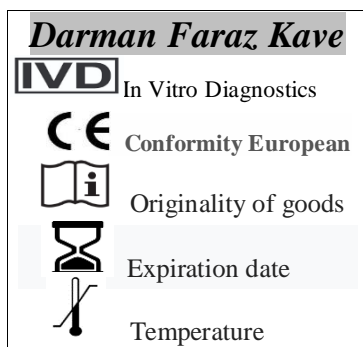 Darman Faraz Kave
IVD In Vitro Diagnostics
CE Conformity European
i Originality of goods
Expiration date
Temperature